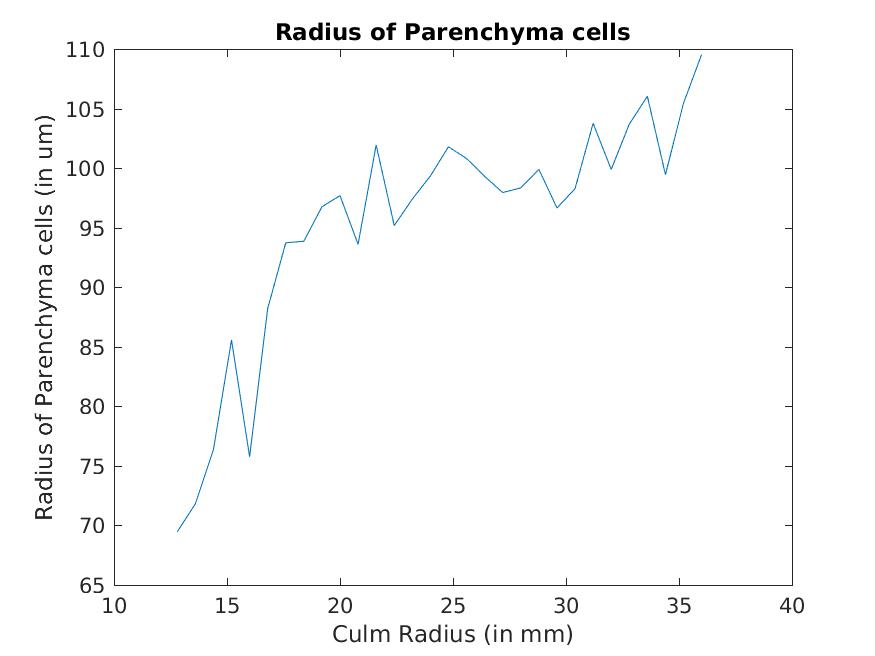 Radius of Parenchyma cells
110
105
100
95
90
85
80
75
70
65
Radius of Parenchyma cells (in um)
10 15 20 25 30 35 40
Culm Radius (in mm)